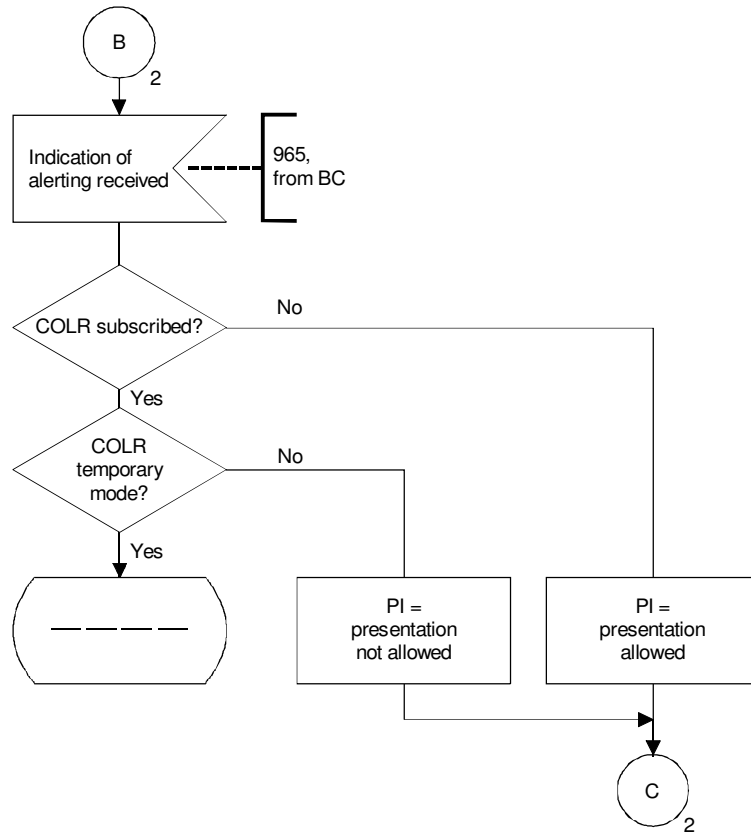 B
2
Indication of
alerting received
965,
from BC
COLR subscribed?
No
Yes
COLR
temporary
mode?
No
Yes
PI =
presentation
not allowed
PI =
presentation
allowed
C
2